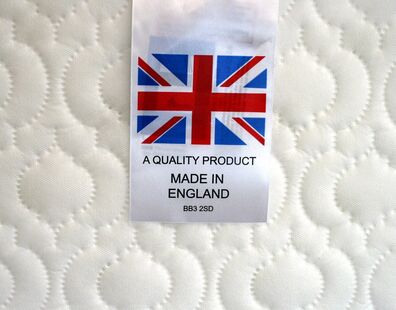 A QUALITY PRODUCT
MADE IN
ENGLAND
BB3 2SD